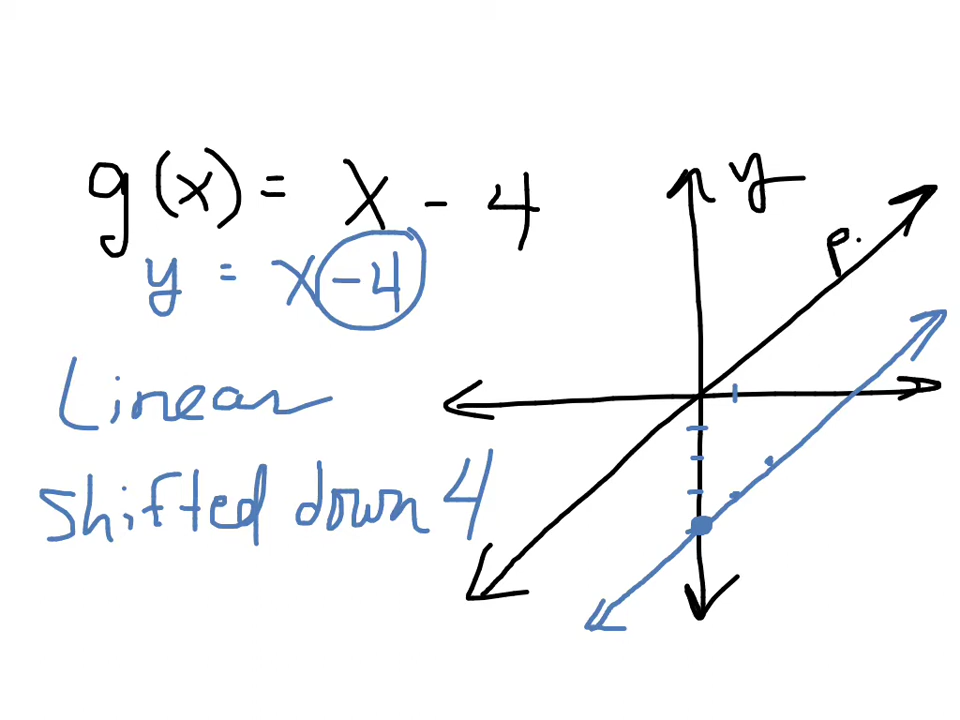 g(x) = x - 4
y = x - 4
Linear
shifted down 4
y
p.